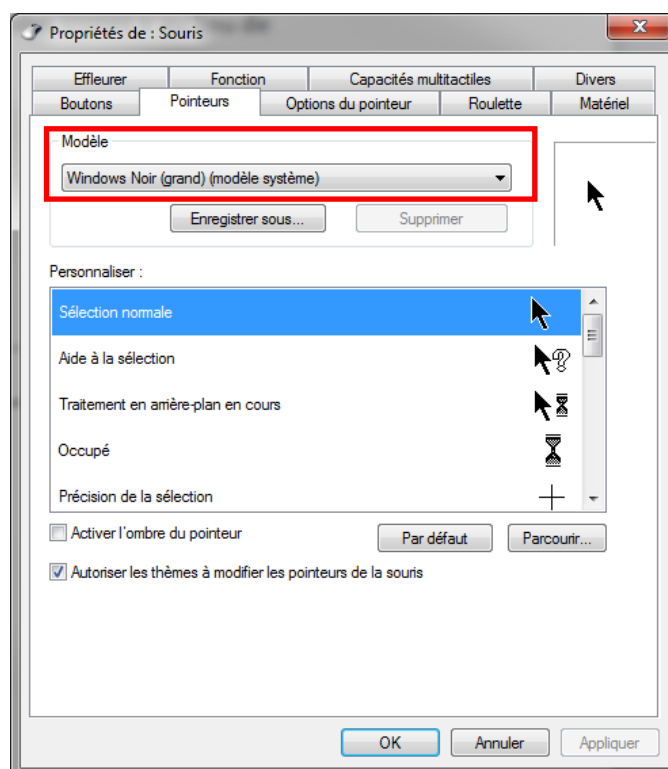 Propriétés de : Souris
Effleurer Fonction Capacités multitactiles Divers
Boutons Pointeurs Options du pointeur Roulette Matériel
Modèle
Windows Noir (grand) (modèle système)
Enregistrer sous... Supprimer
Personnaliser :
Sélection normale
Aide à la sélection
Traitement en arrière-plan en cours
Occupé
Précision de la sélection
Activer l'ombre du pointeur
Par défaut Parcourir...
Autoriser les thèmes à modifier les pointeurs de la souris
OK Annuler Appliquer